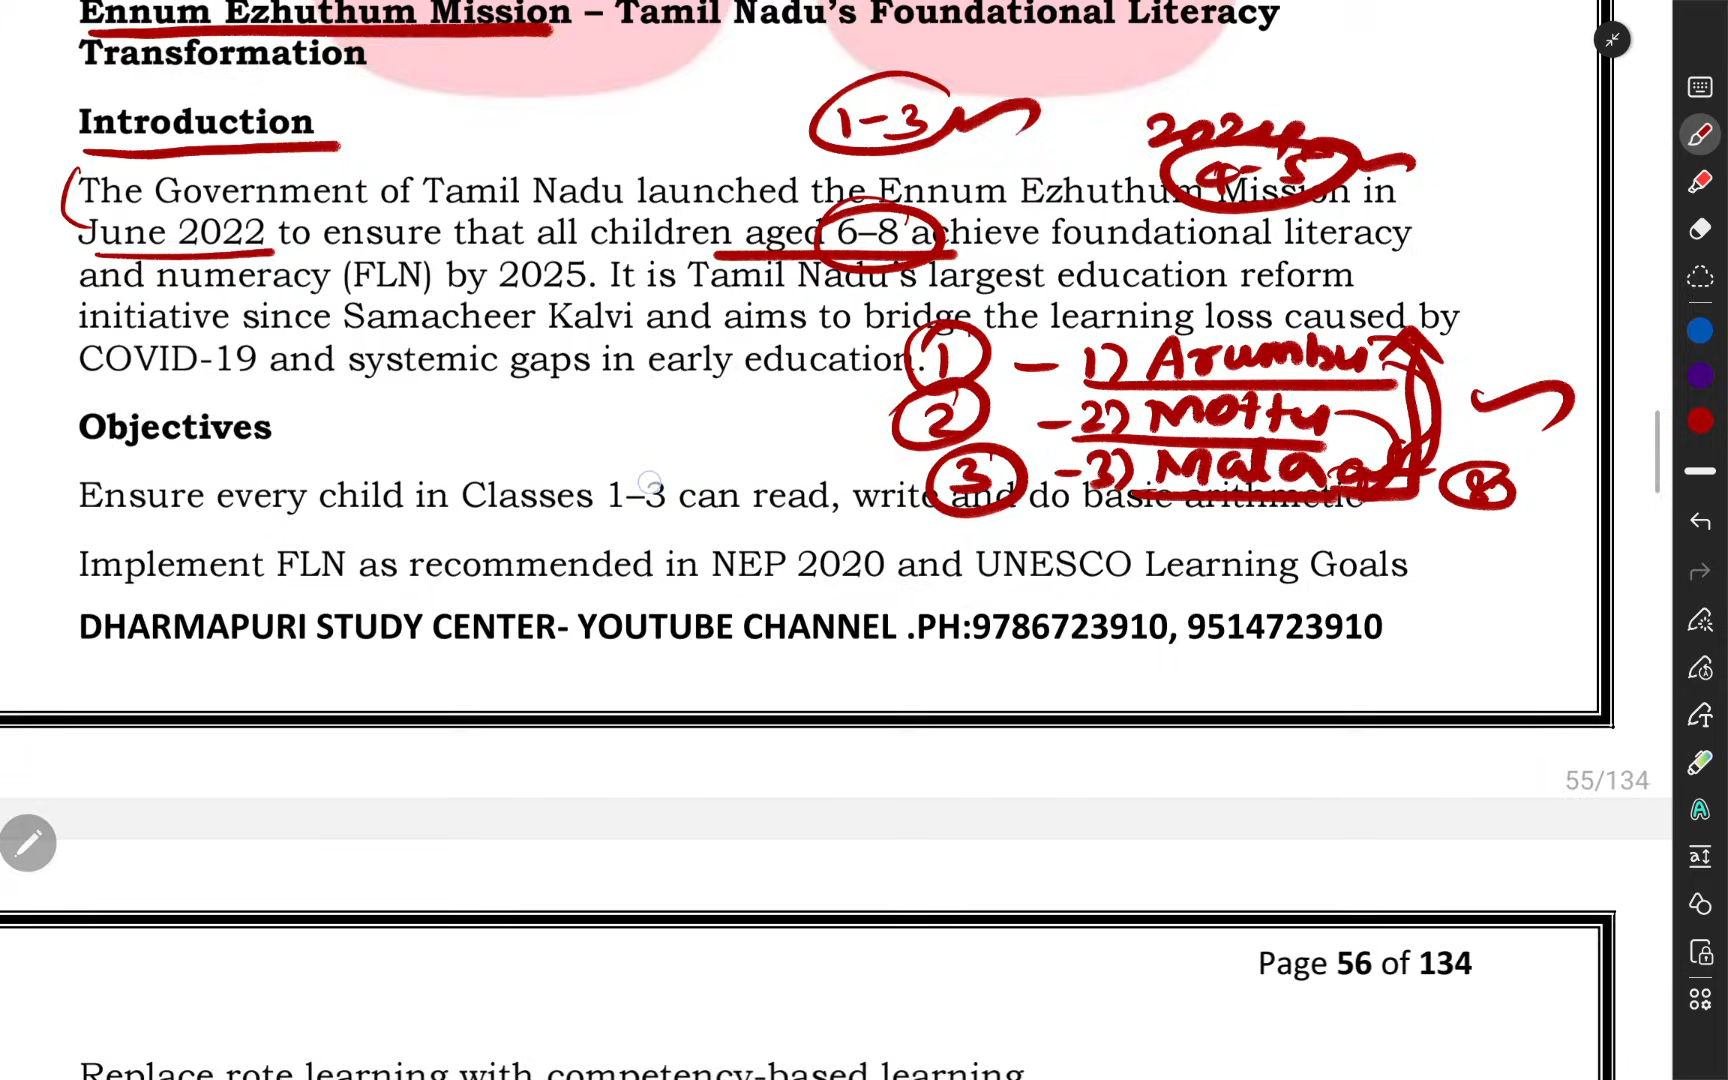 Ennum Ezhuthum Mission – Tamil Nadu's Foundational Literacy
Transformation
Introduction
1-3
2024
4-5
The Government of Tamil Nadu launched the Ennum Ezhuthum Mission in
June 2022 to ensure that all children aged 6–8 achieve foundational literacy
and numeracy (FLN) by 2025. It is Tamil Nadu's largest education reform
initiative since Samacheer Kalvi and aims to bridge the learning loss caused by
COVID-19 and systemic gaps in early education.
1 - 1) Arumbu
2 - 2) Mottu
3 - 3) Malar
Objectives
Ensure every child in Classes 1–3 can read, write and do basic arithmetic
Implement FLN as recommended in NEP 2020 and UNESCO Learning Goals
DHARMAPURI STUDY CENTER- YOUTUBE CHANNEL .PH:9786723910, 9514723910
55/134
Page 56 of 134
Replace rote learning with competency-based learning